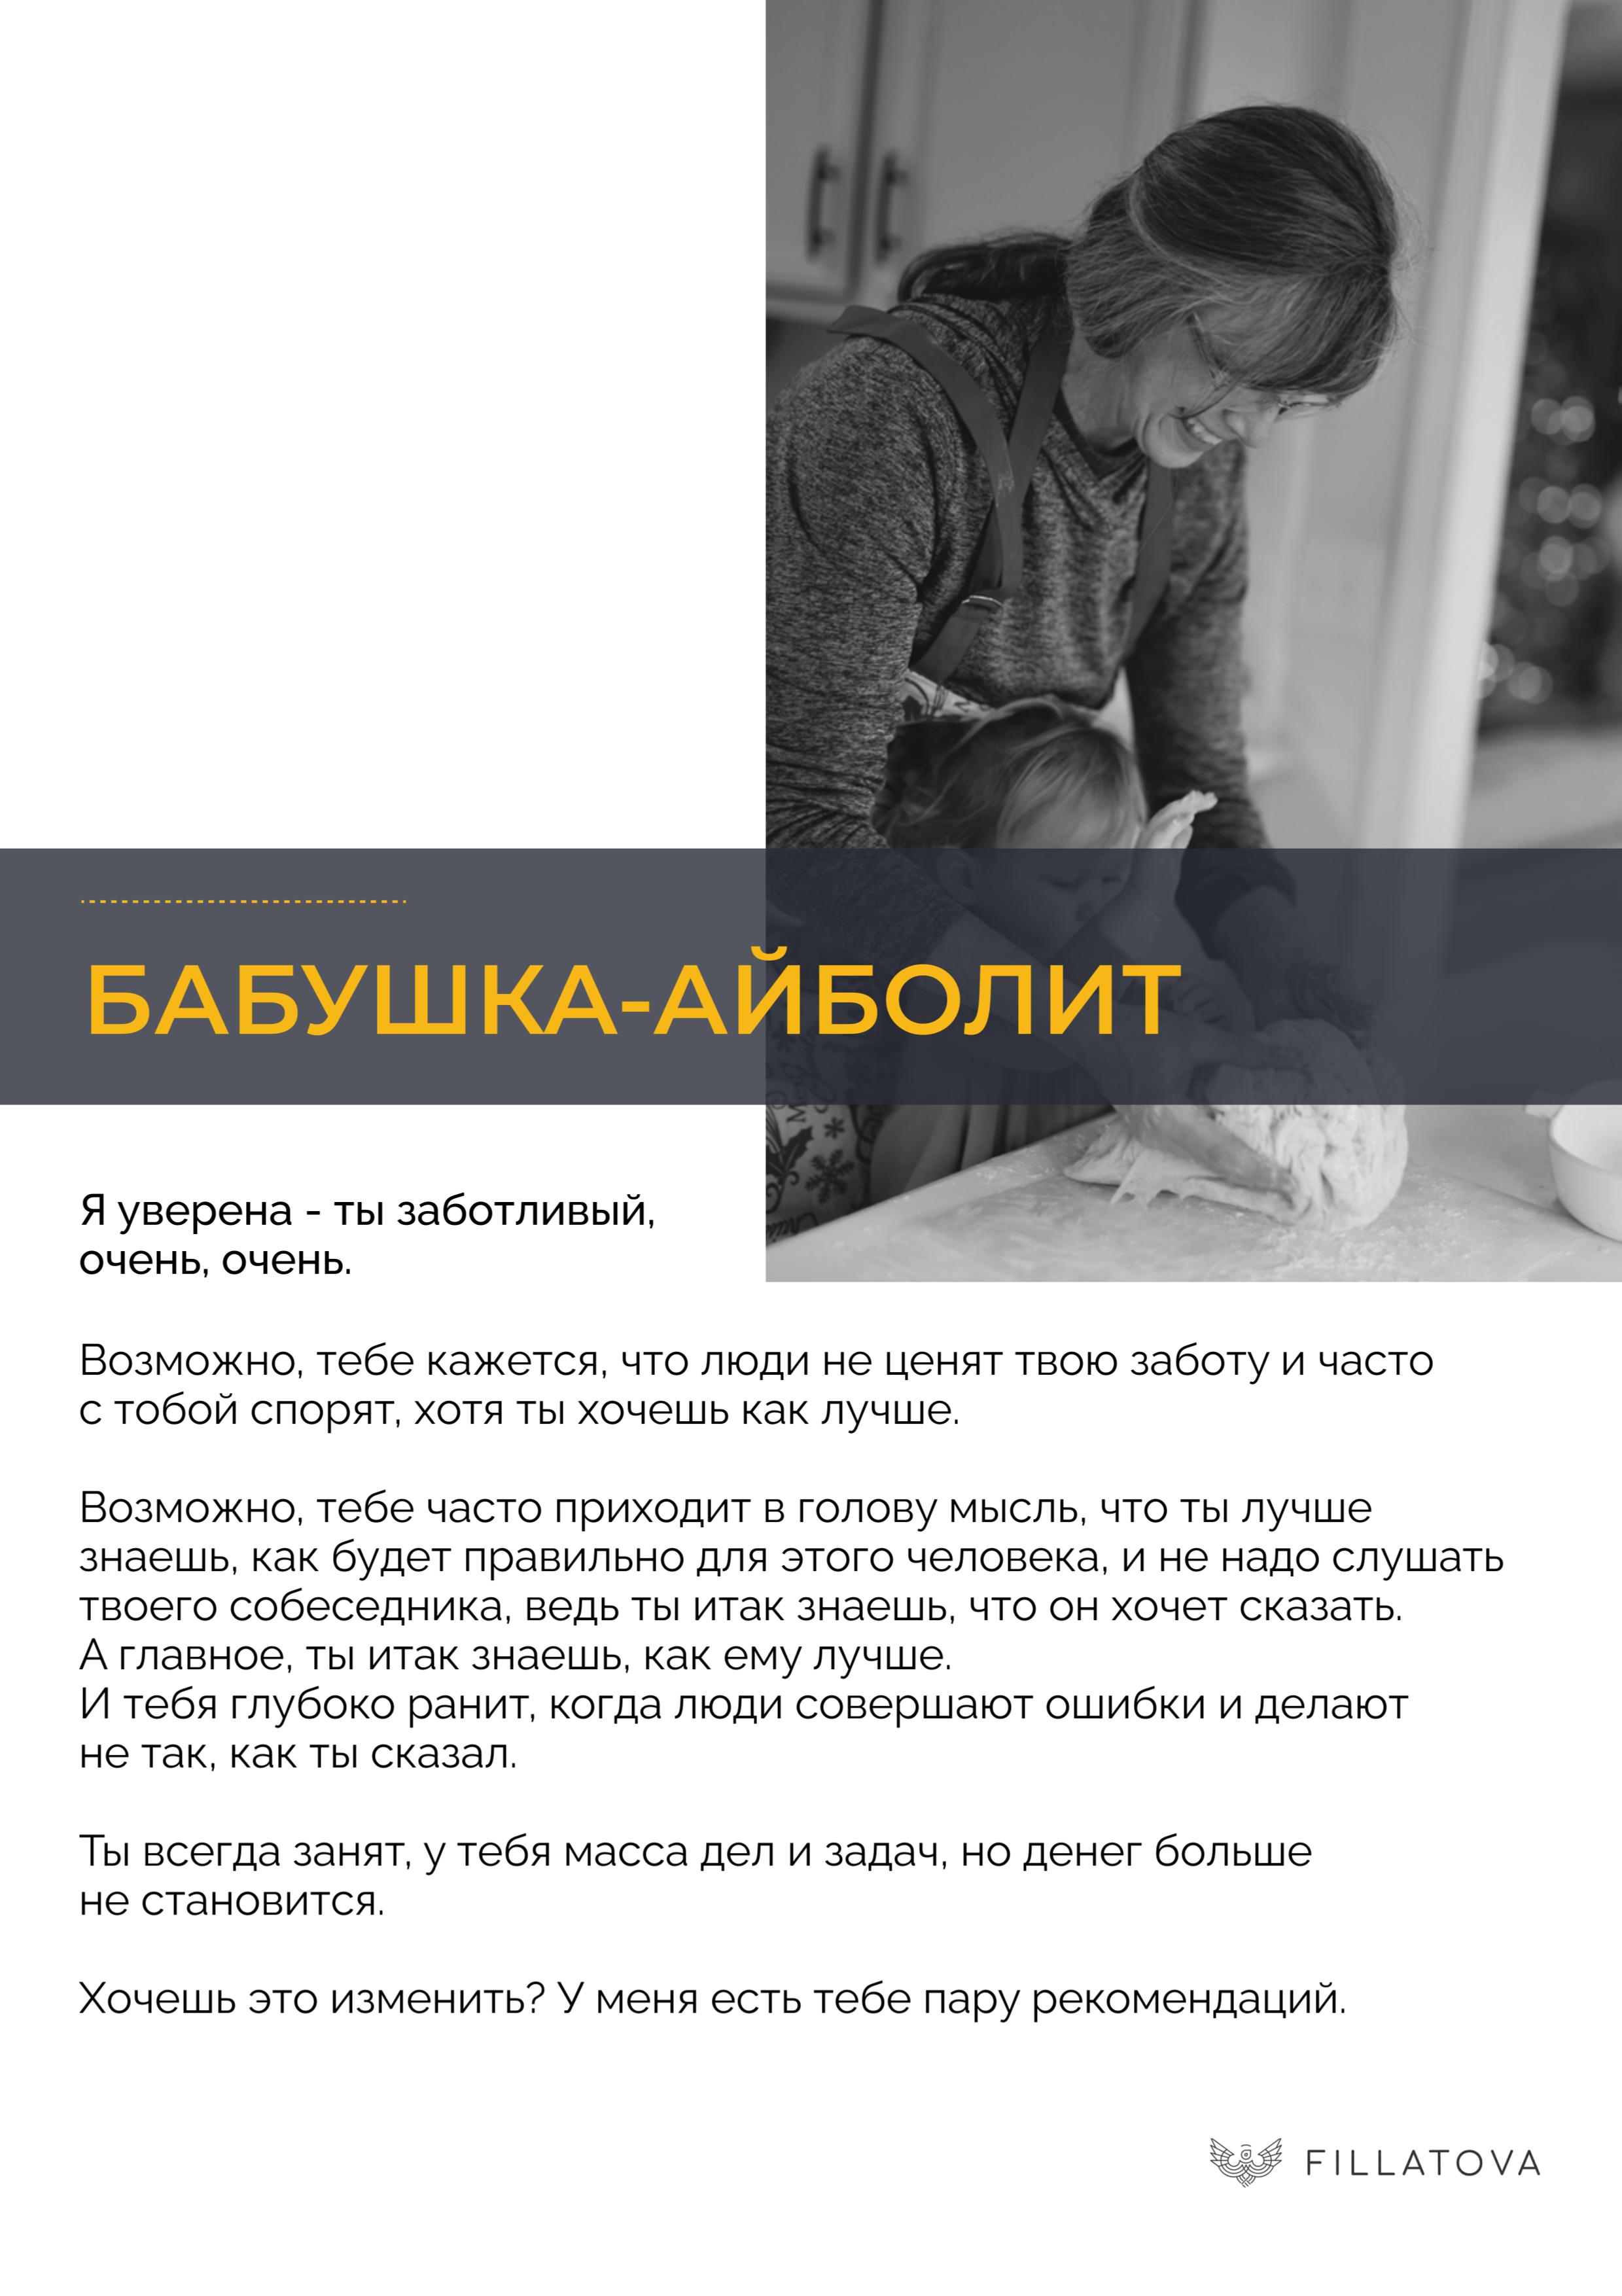 БАБУШКА-АЙБОЛИТ
Я уверена - ты заботливый,
очень, очень.
Возможно, тебе кажется, что люди не ценят твою заботу и часто
с тобой спорят, хотя ты хочешь как лучше.
Возможно, тебе часто приходит в голову мысль, что ты лучше
знаешь, как будет правильно для этого человека, и не надо слушать
твоего собеседника, ведь ты итак знаешь, что он хочет сказать.
А главное, ты итак знаешь, как ему лучше.
И тебя глубоко ранит, когда люди совершают ошибки и делают
не так, как ты сказал.
Ты всегда занят, у тебя масса дел и задач, но денег больше
не становится.
Хочешь это изменить? У меня есть тебе пару рекомендаций.
FILLATOVA